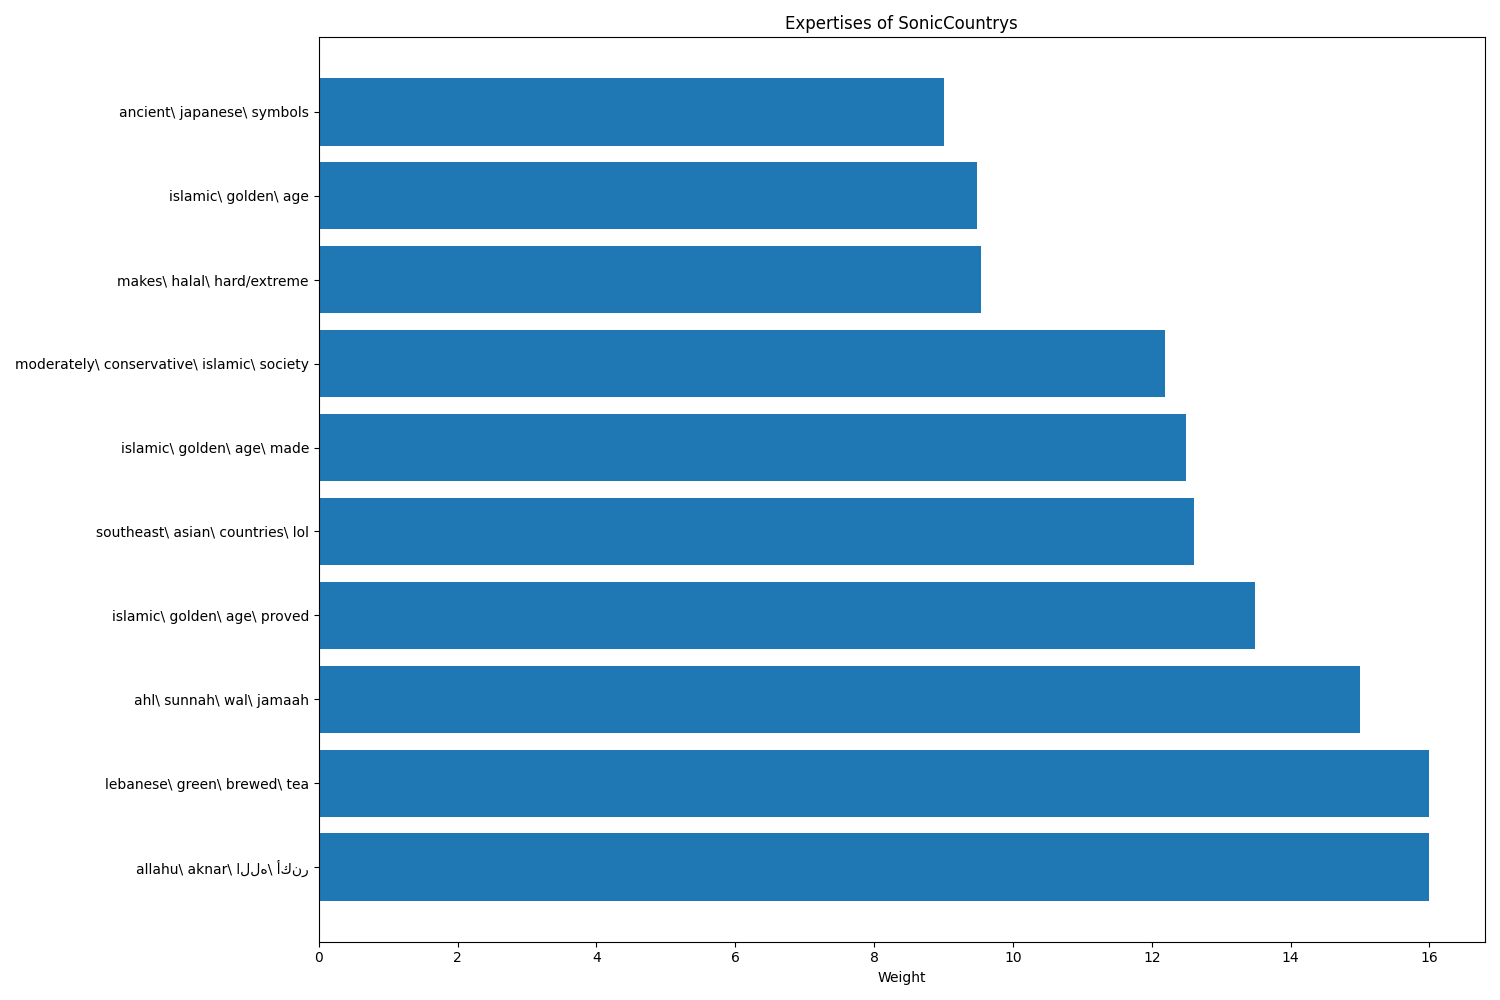 Expertises of SonicCountrys
ancient\ japanese\ symbols
islamic\ golden\ age
makes\ halal\ hard/extreme
moderately\ conservative\ islamic\ society
islamic\ golden\ age\ made
southeast\ asian\ countries\ lol
islamic\ golden\ age\ proved
ahl\ sunnah\ wal\ jamaah
lebanese\ green\ brewed\ tea
allahu\ aknar\ الله\ أكنر
0 2 4 6 8 10 12 14 16
Weight